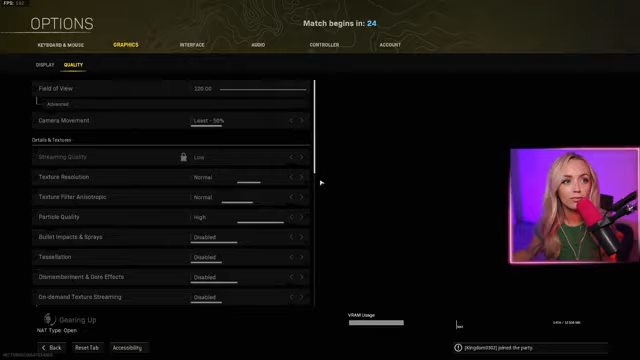 FPS:
OPTIONS
Match begins in: 24
KEYBOARD & MOUSE GRAPHICS INTERFACE AUDIO CONTROLLER ACCOUNT
DISPLAY QUALITY
Field of View 120.00
Advanced
Camera Movement Least - 50%
Details & Textures
Streaming Quality Low
Texture Resolution Normal
Texture Filter Anisotropic Normal
Particle Quality High
Bullet Impacts & Sprays Disabled
Tessellation Disabled
Dismemberment & Gore Effects Disabled
On-demand Texture Streaming Disabled
Gearing Up
NAT Type: Open
VRAM Usage
Back Reset Tab Accessibility
[Kingdom0302] joined the party.